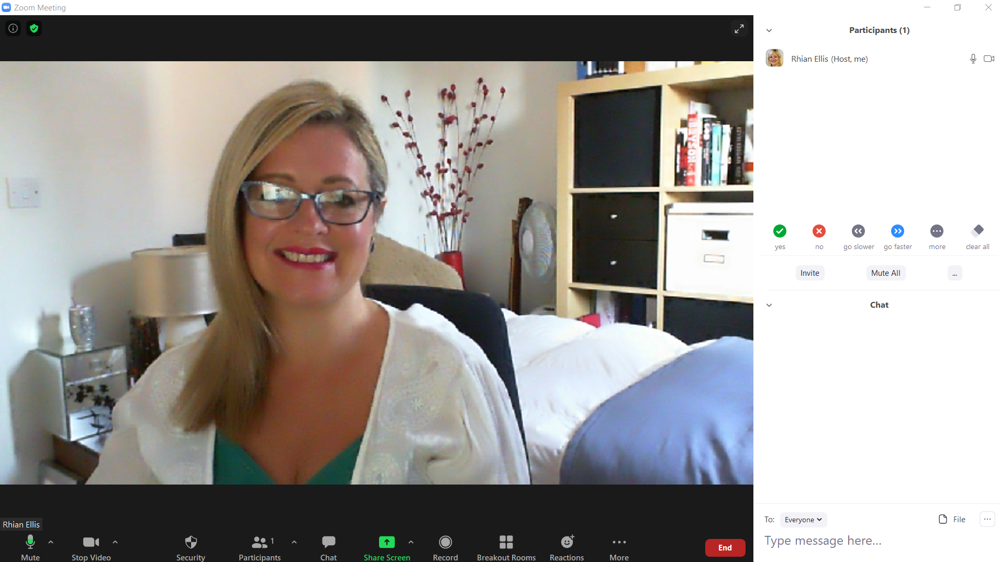 Zoom Meeting
Participants (1)
Rhian Ellis (Host, me)
yes
no
go slower
go faster
more
clear all
Invite
Mute All
...
Chat
To:
Everyone
File
Type message here...
Rhian Ellis
Mute
Stop Video
Security
1
Participants
Chat
Share Screen
Record
Breakout Rooms
Reactions
More
End